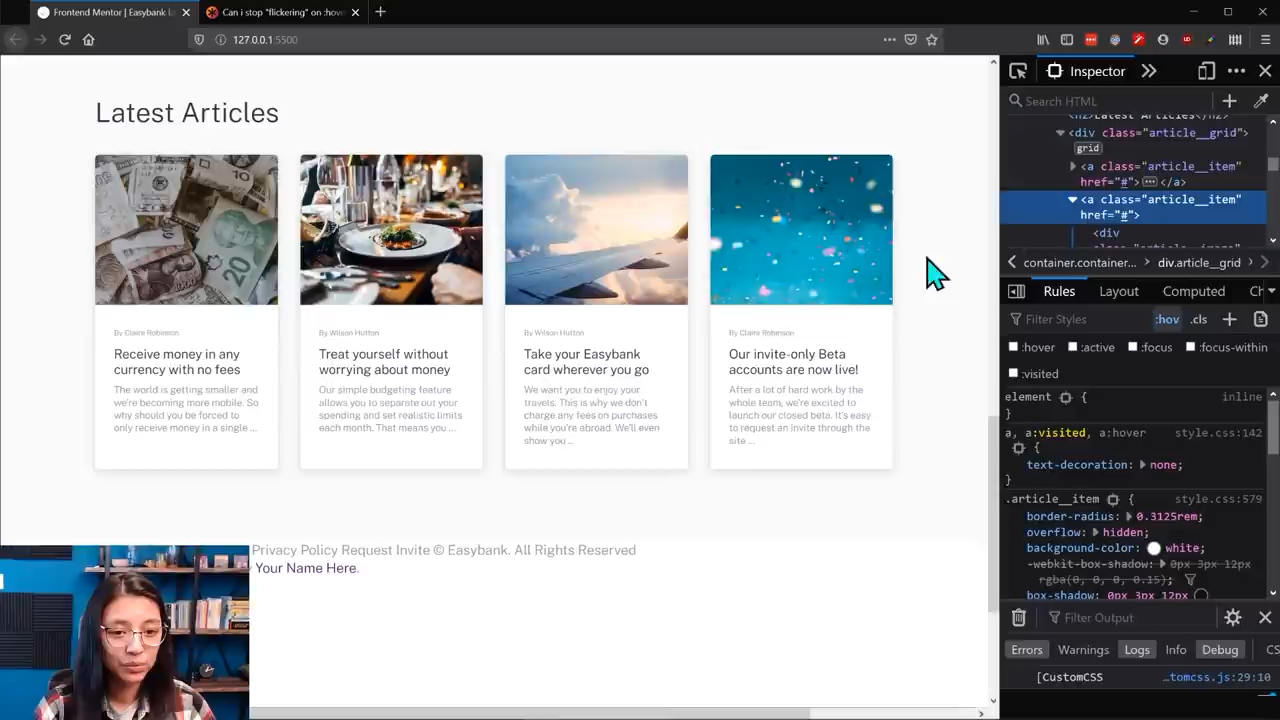 Frontend Mentor | Easybank la
Can i stop "flickering" on :hove
127.0.0.1:5500
Latest Articles
By Claire Robinson
Receive money in any
currency with no fees
The world is getting smaller and
we're becoming more mobile. So
why should you be forced to
only receive money in a single ...
By Wilson Hutton
Treat yourself without
worrying about money
Our simple budgeting feature
allows you to separate out your
spending and set realistic limits
each month. That means you ...
By Wilson Hutton
Take your Easybank
card wherever you go
We want you to enjoy your
travels. This is why we don't
charge any fees on purchases
while you're abroad. We'll even
show you ...
By Claire Robinson
Our invite-only Beta
accounts are now live!
After a lot of hard work by the
whole team, we're excited to
launch our closed beta. It's easy
to request an invite through the
site ...
Privacy Policy Request Invite © Easybank. All Rights Reserved
Your Name Here.
Inspector
Search HTML
<h2>Latest Articles</h2>
<div class="article__grid">
grid
<a class="article__item"
href="#"> </a>
<a class="article__item"
href="#">
<div
container.container...
div.article__grid
Rules
Layout
Computed
Ch
Filter Styles
:hov
.cls
:hover
:active
:focus
:focus-within
:visited
element {
inline
}
a, a:visited, a:hover
style.css:142
{
text-decoration: none;
}
.article__item {
style.css:579
border-radius: 0.3125rem;
overflow: hidden;
background-color: white;
-webkit-box-shadow: 0px 3px 12px
rgba(0, 0, 0, 0.15);
box-shadow: 0px 3px 12px
Filter Output
Errors
Warnings
Logs
Info
Debug
CS
[CustomCSS
...tomcss.js:29:10